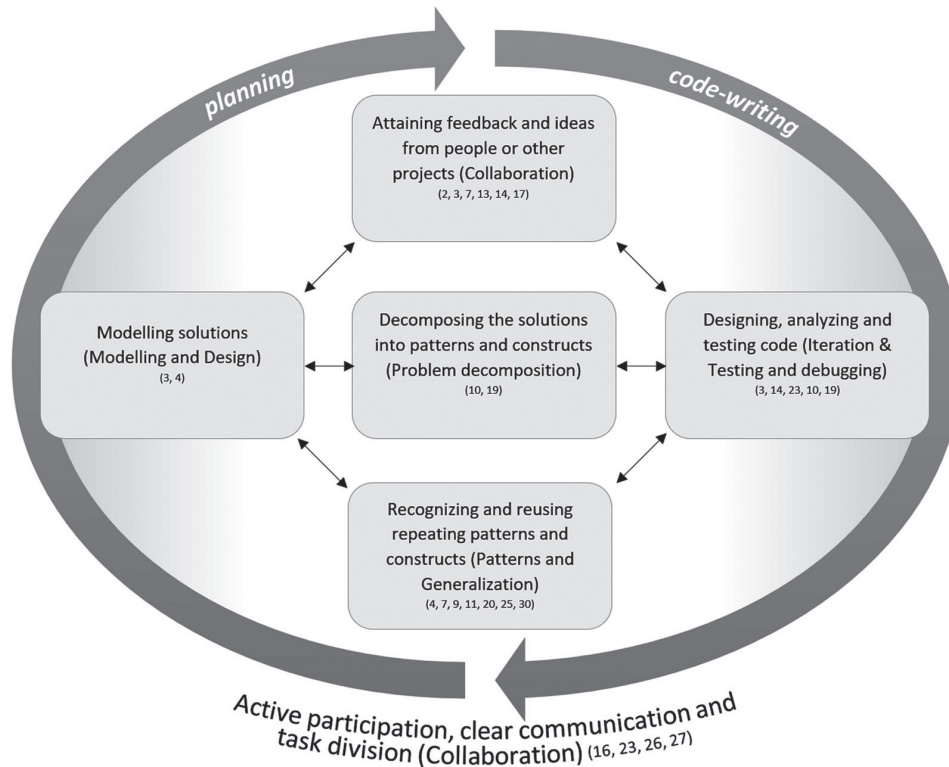 planning
code-writing
Attaining feedback and ideas
from people or other
projects (Collaboration)
(2, 3, 7, 13, 14, 17)
Modelling solutions
(Modelling and Design)
(3, 4)
Decomposing the solutions
into patterns and constructs
(Problem decomposition)
(10, 19)
Designing, analyzing and
testing code (Iteration &
Testing and debugging)
(3, 14, 23, 10, 19)
Recognizing and reusing
repeating patterns and
constructs (Patterns and
Generalization)
(4, 7, 9, 11, 20, 25, 30)
Active participation, clear communication and
task division (Collaboration) (16, 23, 26, 27)